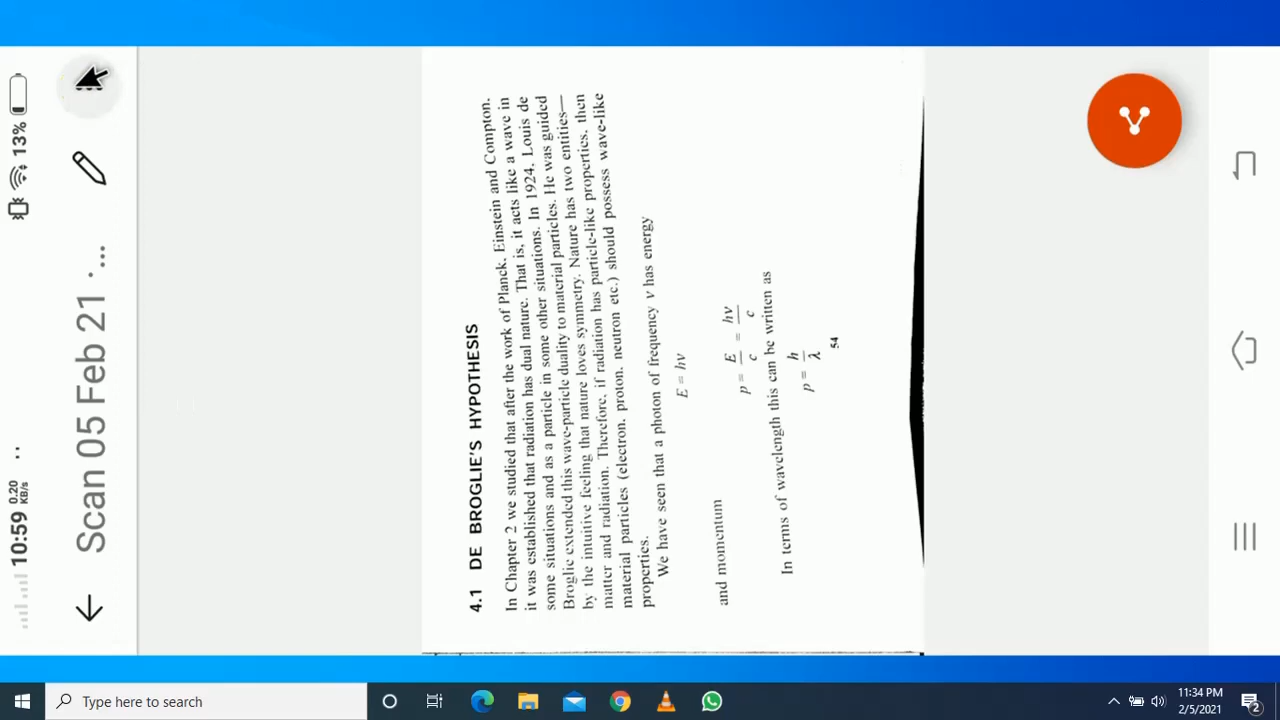 10:59 0.20 KB/s ..
13%
Scan 05 Feb 21 ·...
4.1 DE BROGLIE'S HYPOTHESIS
In Chapter 2 we studied that after the work of Planck, Einstein and Compton,
it was established that radiation has dual nature. That is, it acts like a wave in
some situations and as a particle in some other situations. In 1924, Louis de
Broglie extended this wave-particle duality to material particles. He was guided
by the intuitive feeling that nature loves symmetry. Nature has two entities—
matter and radiation. Therefore, if radiation has particle-like properties, then
material particles (electron, proton, neutron etc.) should possess wave-like
properties.
We have seen that a photon of frequency ν has energy
E = hν
and momentum
p = E/c = hν/c
In terms of wavelength this can be written as
p = h/λ
54
Type here to search
11:34 PM
2/5/2021
2